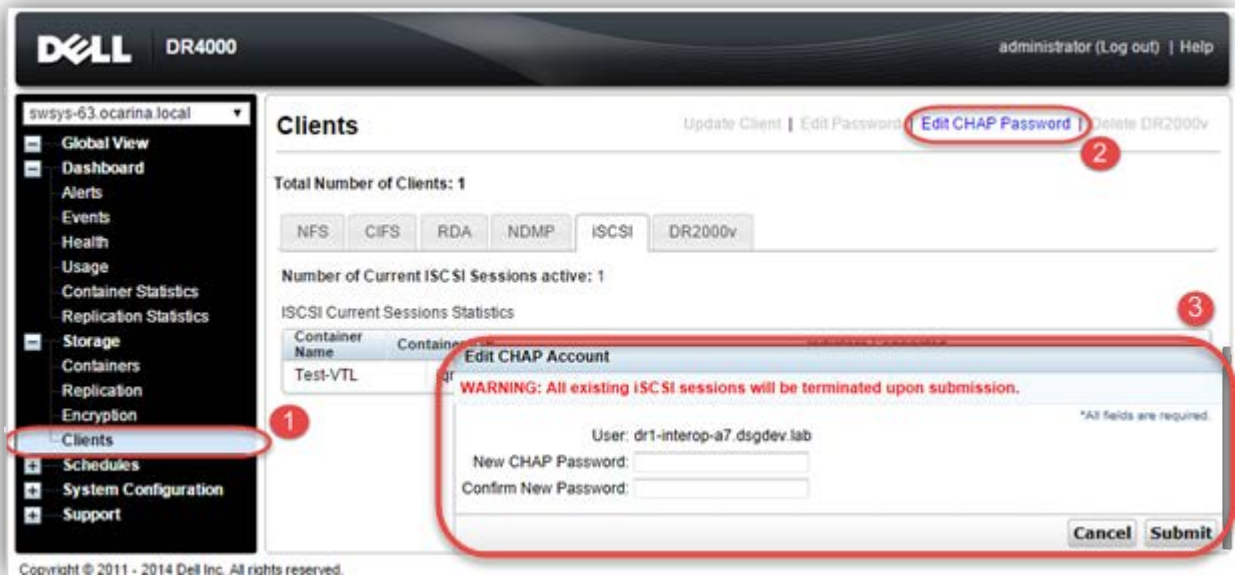 DELL DR4000 administrator (Log out) | Help
swsys-63.ocarina.local
Global View
Dashboard
Alerts
Events
Health
Usage
Container Statistics
Replication Statistics
Storage
Containers
Replication
Encryption
Clients
Schedules
System Configuration
Support
1
Clients Update Client | Edit Password | Edit CHAP Password | Delete DR2000v
2
Total Number of Clients: 1
NFS CIFS RDA NDMP iSCSI DR2000v
Number of Current ISCSI Sessions active: 1
ISCSI Current Sessions Statistics
3
Container Name
Test-VTL
Edit CHAP Account
WARNING: All existing iSCSI sessions will be terminated upon submission.
*All fields are required.
User: dr1-interop-a7.dsgdev.lab
New CHAP Password:
Confirm New Password:
Cancel Submit
Copyright © 2011 - 2014 Dell Inc. All rights reserved.